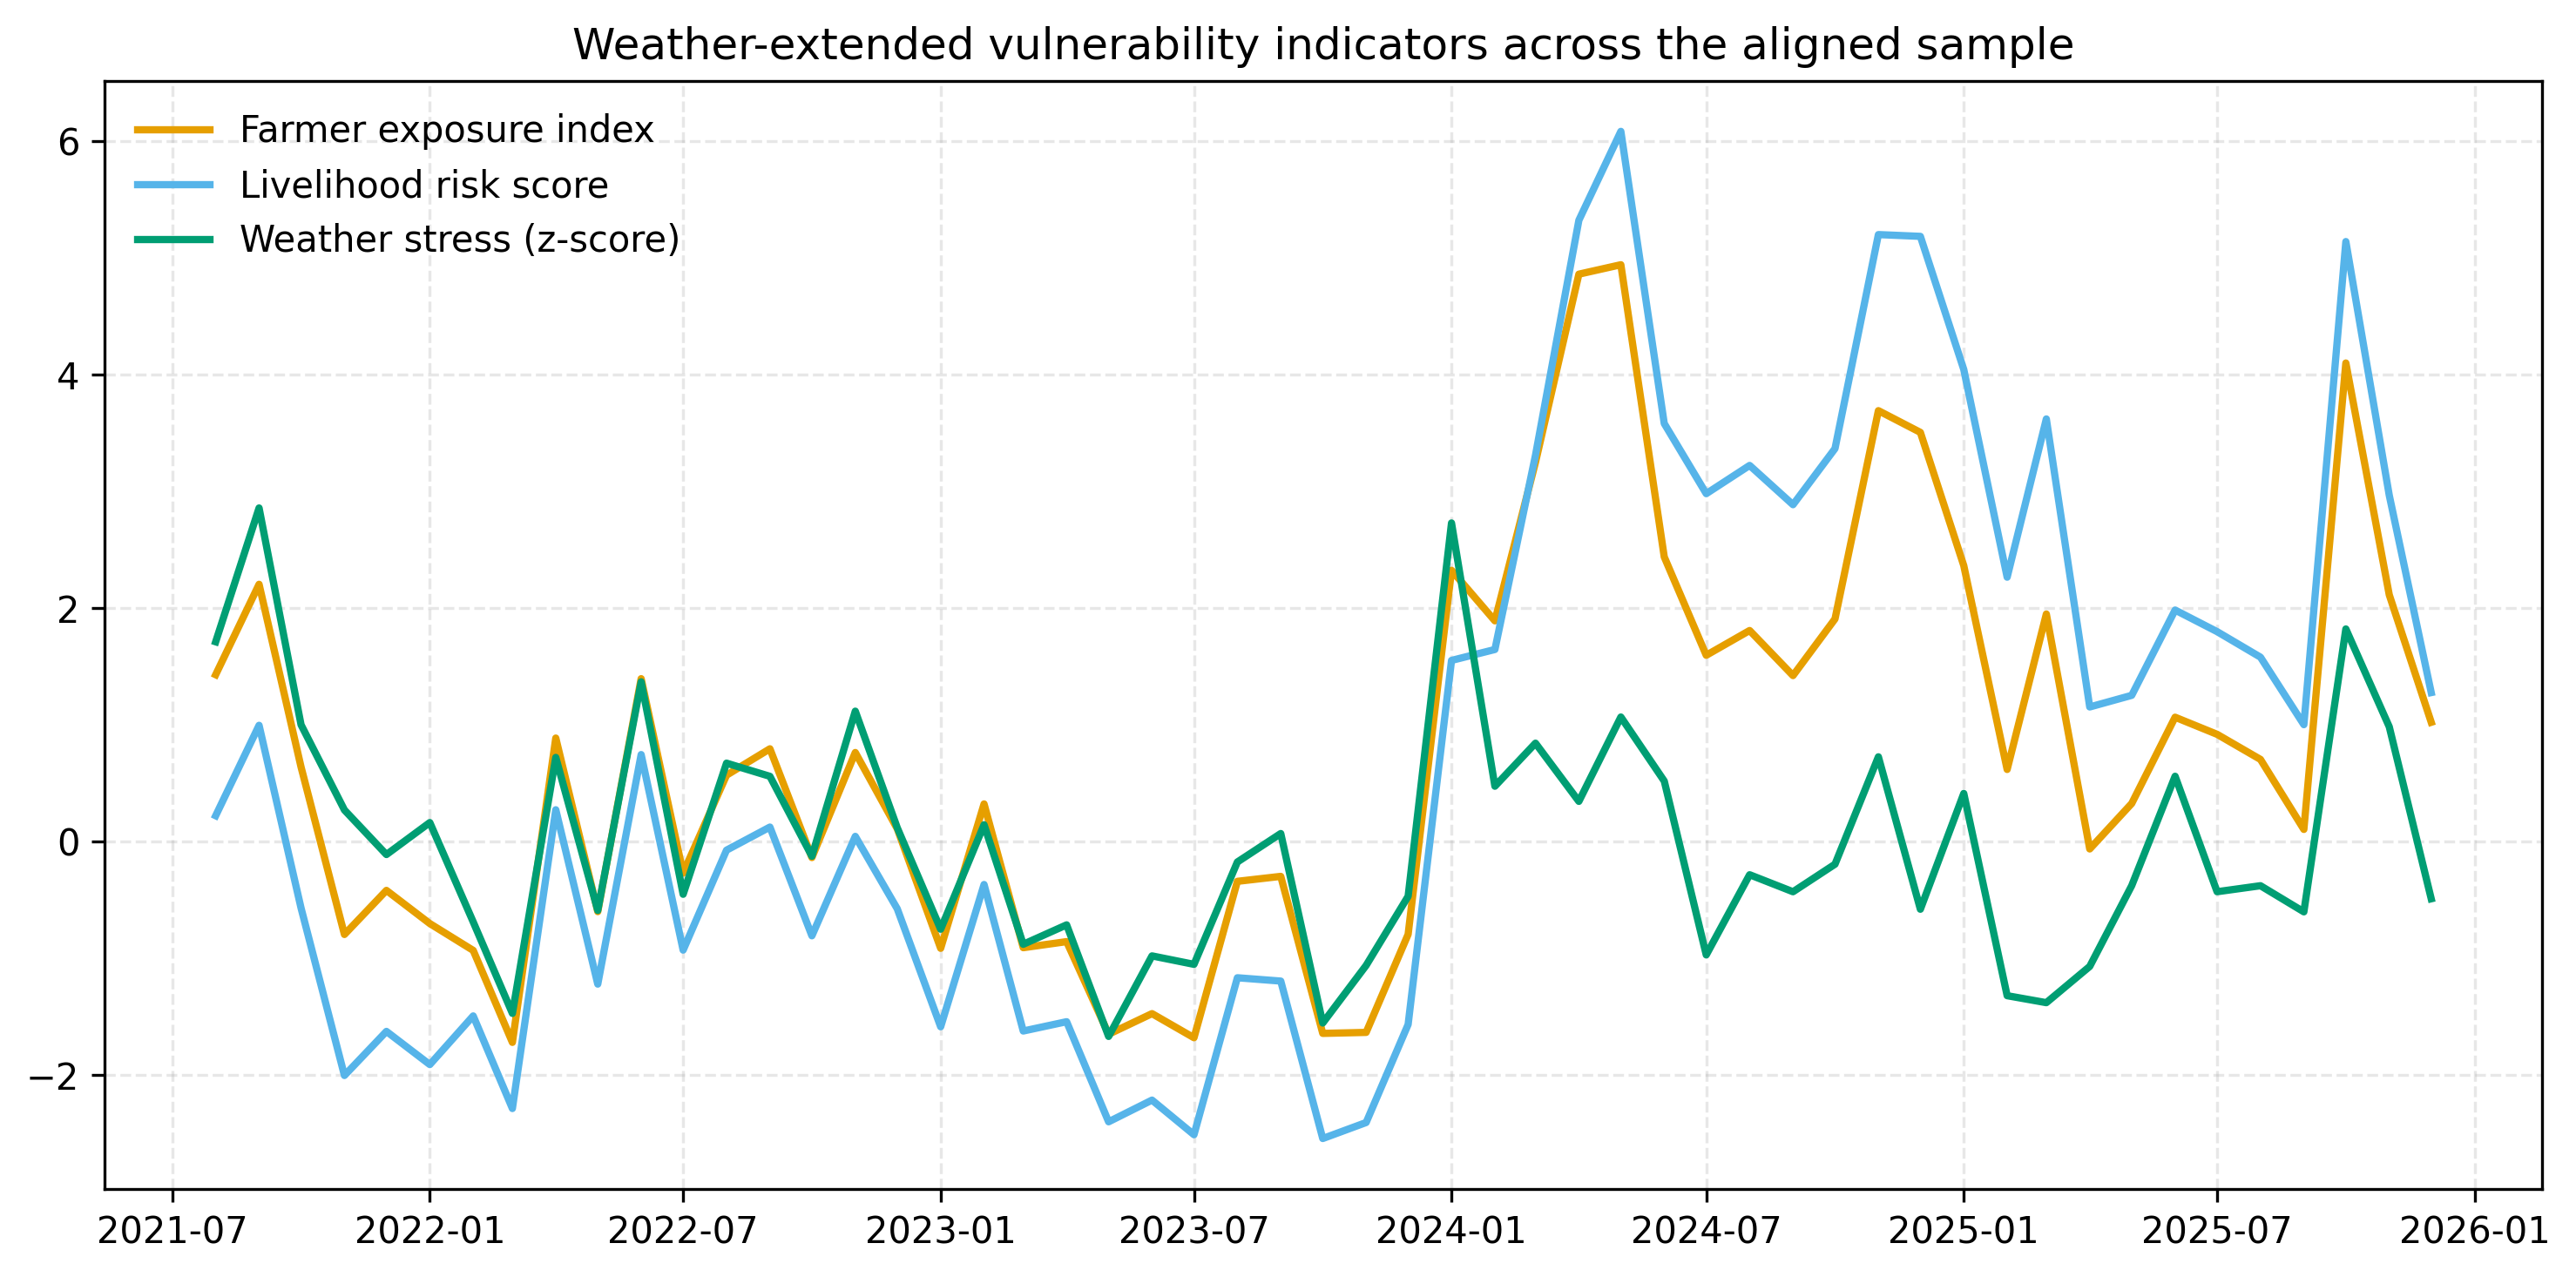 Weather-extended vulnerability indicators across the aligned sample
Farmer exposure index
Livelihood risk score
Weather stress (z-score)
6
4
2
0
−2
2021-07 2022-01 2022-07 2023-01 2023-07 2024-01 2024-07 2025-01 2025-07 2026-01